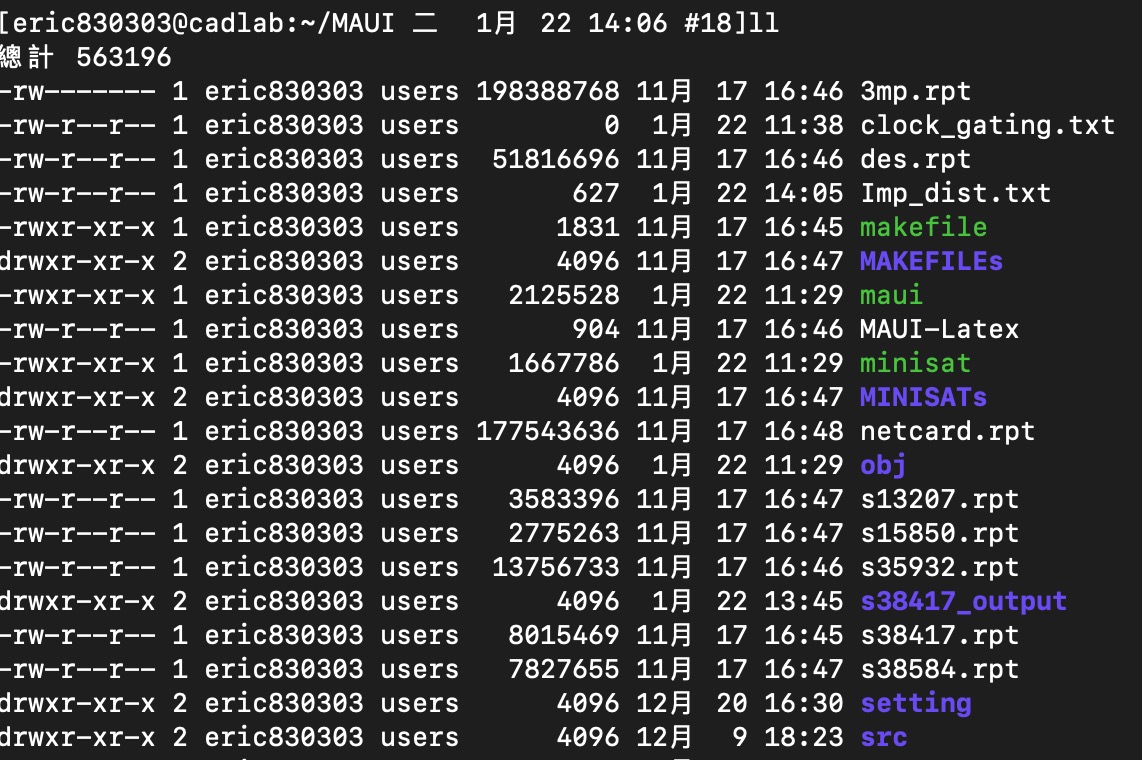 [eric830303@cadlab:~/MAUI 二  1月 22 14:06 #18]ll
總計 563196
-rw------- 1 eric830303 users 198388768 11月 17 16:46 3mp.rpt
-rw-r--r-- 1 eric830303 users         0  1月 22 11:38 clock_gating.txt
-rw-r--r-- 1 eric830303 users  51816696 11月 17 16:46 des.rpt
-rw-r--r-- 1 eric830303 users       627  1月 22 14:05 Imp_dist.txt
-rwxr-xr-x 1 eric830303 users      1831 11月 17 16:45 makefile
drwxr-xr-x 2 eric830303 users      4096 11月 17 16:47 MAKEFILEs
-rwxr-xr-x 1 eric830303 users   2125528  1月 22 11:29 maui
-rw-r--r-- 1 eric830303 users       904 11月 17 16:46 MAUI-Latex
-rwxr-xr-x 1 eric830303 users   1667786  1月 22 11:29 minisat
drwxr-xr-x 2 eric830303 users      4096 11月 17 16:47 MINISATs
-rw-r--r-- 1 eric830303 users 177543636 11月 17 16:48 netcard.rpt
drwxr-xr-x 2 eric830303 users      4096  1月 22 11:29 obj
-rw-r--r-- 1 eric830303 users   3583396 11月 17 16:47 s13207.rpt
-rw-r--r-- 1 eric830303 users   2775263 11月 17 16:47 s15850.rpt
-rw-r--r-- 1 eric830303 users  13756733 11月 17 16:46 s35932.rpt
drwxr-xr-x 2 eric830303 users      4096  1月 22 13:45 s38417_output
-rw-r--r-- 1 eric830303 users   8015469 11月 17 16:45 s38417.rpt
-rw-r--r-- 1 eric830303 users   7827655 11月 17 16:47 s38584.rpt
drwxr-xr-x 2 eric830303 users      4096 12月 20 16:30 setting
drwxr-xr-x 2 eric830303 users      4096 12月  9 18:23 src